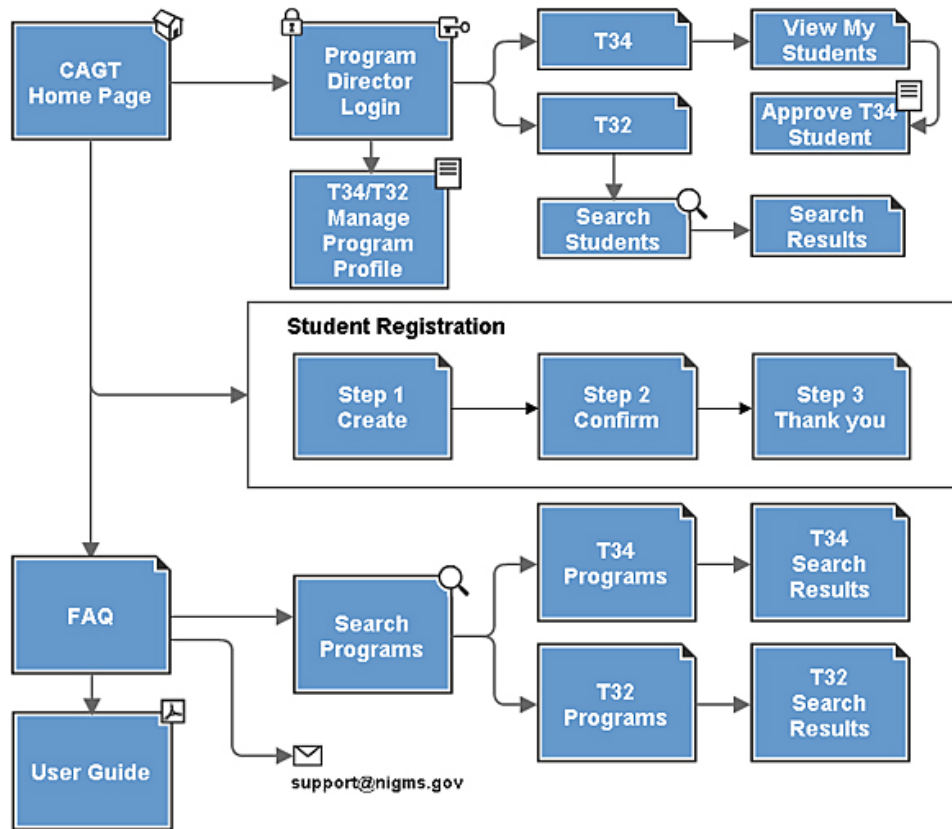 CAGT
Home Page
Program
Director
Login
T34
View My
Students
T32
Approve T34
Student
T34/T32
Manage
Program
Profile
Search
Students
Search
Results
Student Registration
Step 1
Create
Step 2
Confirm
Step 3
Thank you
FAQ
Search
Programs
T34
Programs
T34
Search
Results
T32
Programs
T32
Search
Results
User Guide
support@nigms.gov